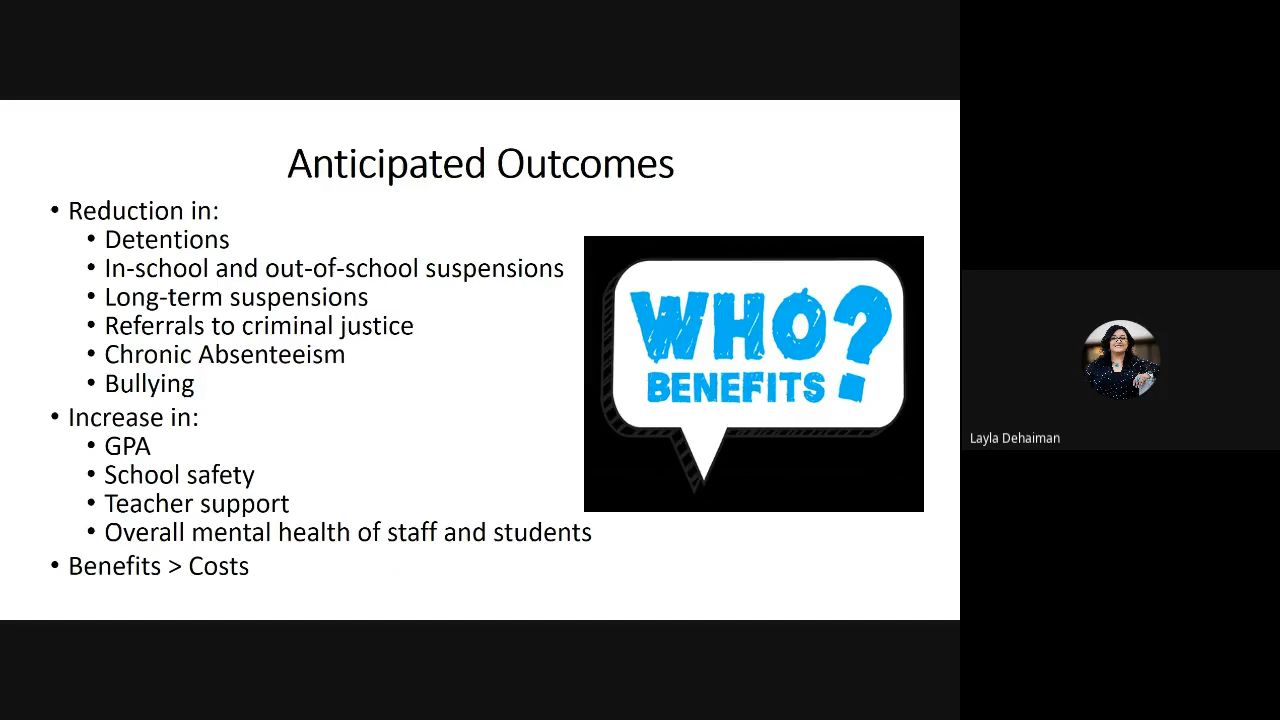 Anticipated Outcomes
• Reduction in:
• Detentions
• In-school and out-of-school suspensions
• Long-term suspensions
• Referrals to criminal justice
• Chronic Absenteeism
• Bullying
• Increase in:
• GPA
• School safety
• Teacher support
• Overall mental health of staff and students
• Benefits > Costs
WHO?
BENEFITS
Layla Dehaiman